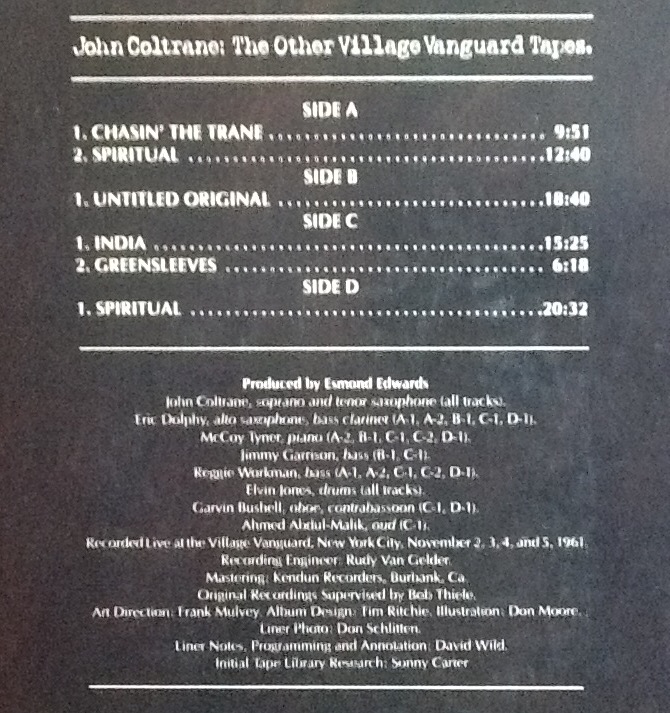 John Coltrane: The Other Village Vanguard Tapes.
SIDE A
1. CHASIN' THE TRANE........................... 9:51
2. SPIRITUAL ...................................12:40
SIDE B
1. UNTITLED ORIGINAL ..........................18:40
SIDE C
1. INDIA .......................................15:25
2. GREENSLEEVES ................................ 6:18
SIDE D
1. SPIRITUAL ...................................20:32
Produced by Esmond Edwards
John Coltrane, soprano and tenor saxophone (all tracks).
Eric Dolphy, alto saxophone, bass clarinet (A-1, A-2, B-1, C-1, D-1).
McCoy Tyner, piano (A-2, B-1, C-1, C-2, D-1).
Jimmy Garrison, bass (B-1, C-1).
Reggie Workman, bass (A-1, A-2, C-1, C-2, D-1).
Elvin Jones, drums (all tracks).
Garvin Bushell, oboe, contrabassoon (C-1, D-1).
Ahmed Abdul-Malik, oud (C-1).
Recorded Live at the Village Vanguard, New York City, November 2, 3, 4, and 5, 1961.
Recording Engineer: Rudy Van Gelder.
Mastering: Kendun Recorders, Burbank, Ca.
Original Recordings Supervised by Bob Thiele.
Art Direction: Frank Mulvey. Album Design: Tim Ritchie. Illustration: Don Moore.
Liner Photo: Don Schlitten.
Liner Notes, Programming and Annotation: David Wild.
Initial Tape Library Research: Sonny Carter